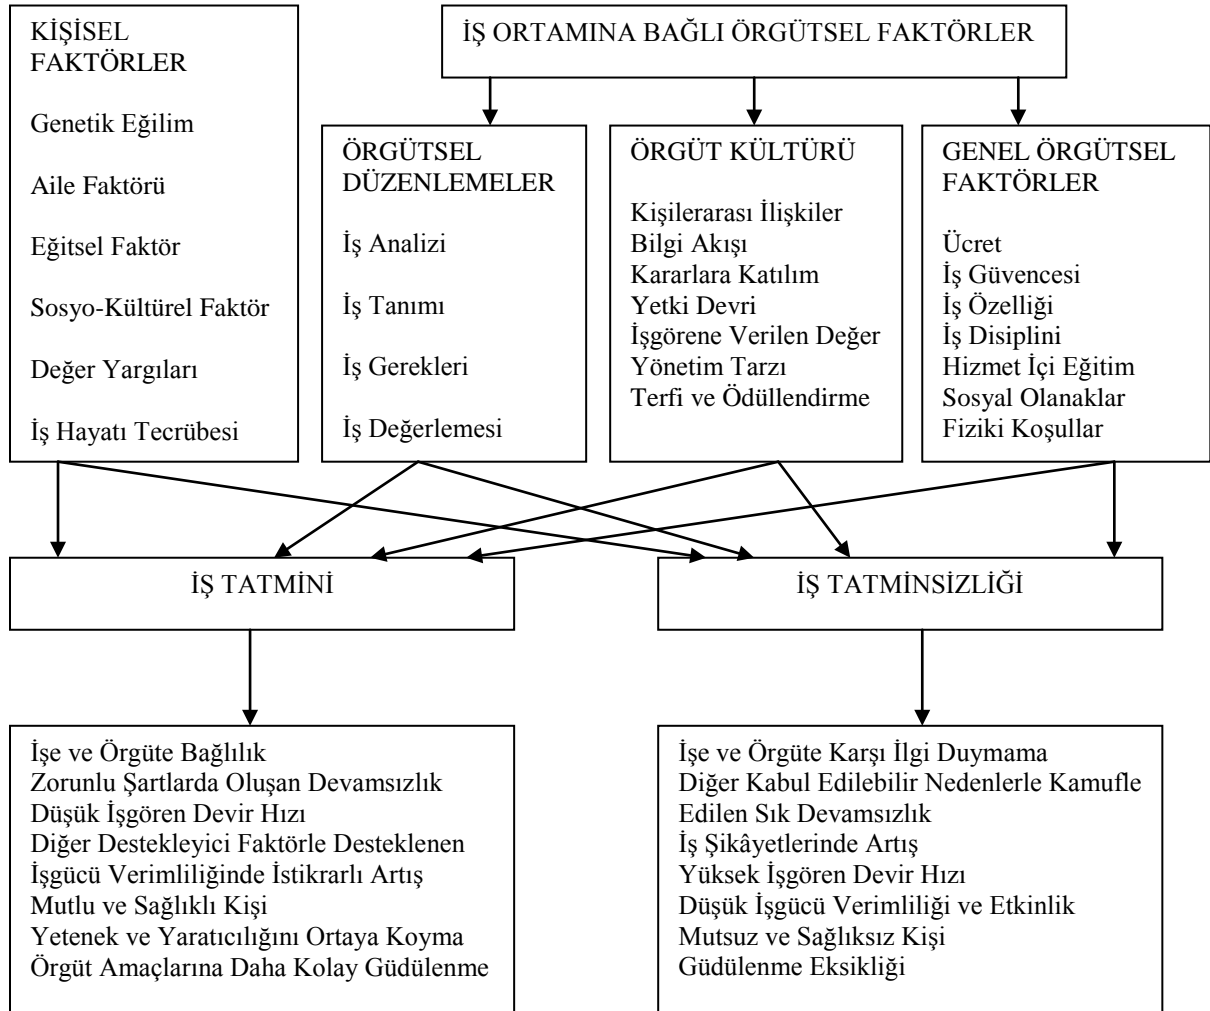 KİŞİSEL
FAKTÖRLER
Genetik Eğilim
Aile Faktörü
Eğitsel Faktör
Sosyo-Kültürel Faktör
Değer Yargıları
İş Hayatı Tecrübesi
İŞ ORTAMINA BAĞLI ÖRGÜTSEL FAKTÖRLER
ÖRGÜTSEL
DÜZENLEMELER
İş Analizi
İş Tanımı
İş Gerekleri
İş Değerlemesi
ÖRGÜT KÜLTÜRÜ
Kişilerarası İlişkiler
Bilgi Akışı
Kararlara Katılım
Yetki Devri
İşgörene Verilen Değer
Yönetim Tarzı
Terfi ve Ödüllendirme
GENEL ÖRGÜTSEL
FAKTÖRLER
Ücret
İş Güvencesi
İş Özelliği
İş Disiplini
Hizmet İçi Eğitim
Sosyal Olanaklar
Fiziki Koşullar
İŞ TATMİNİ
İŞ TATMİNSİZLİĞİ
İşe ve Örgüte Bağlılık
Zorunlu Şartlarda Oluşan Devamsızlık
Düşük İşgören Devir Hızı
Diğer Destekleyici Faktörle Desteklenen
İşgücü Verimliliğinde İstikrarlı Artış
Mutlu ve Sağlıklı Kişi
Yetenek ve Yaratıcılığını Ortaya Koyma
Örgüt Amaçlarına Daha Kolay Güdülenme
İşe ve Örgüte Karşı İlgi Duymama
Diğer Kabul Edilebilir Nedenlerle Kamufle
Edilen Sık Devamsızlık
İş Şikâyetlerinde Artış
Yüksek İşgören Devir Hızı
Düşük İşgücü Verimliliği ve Etkinlik
Mutsuz ve Sağlıksız Kişi
Güdülenme Eksikliği